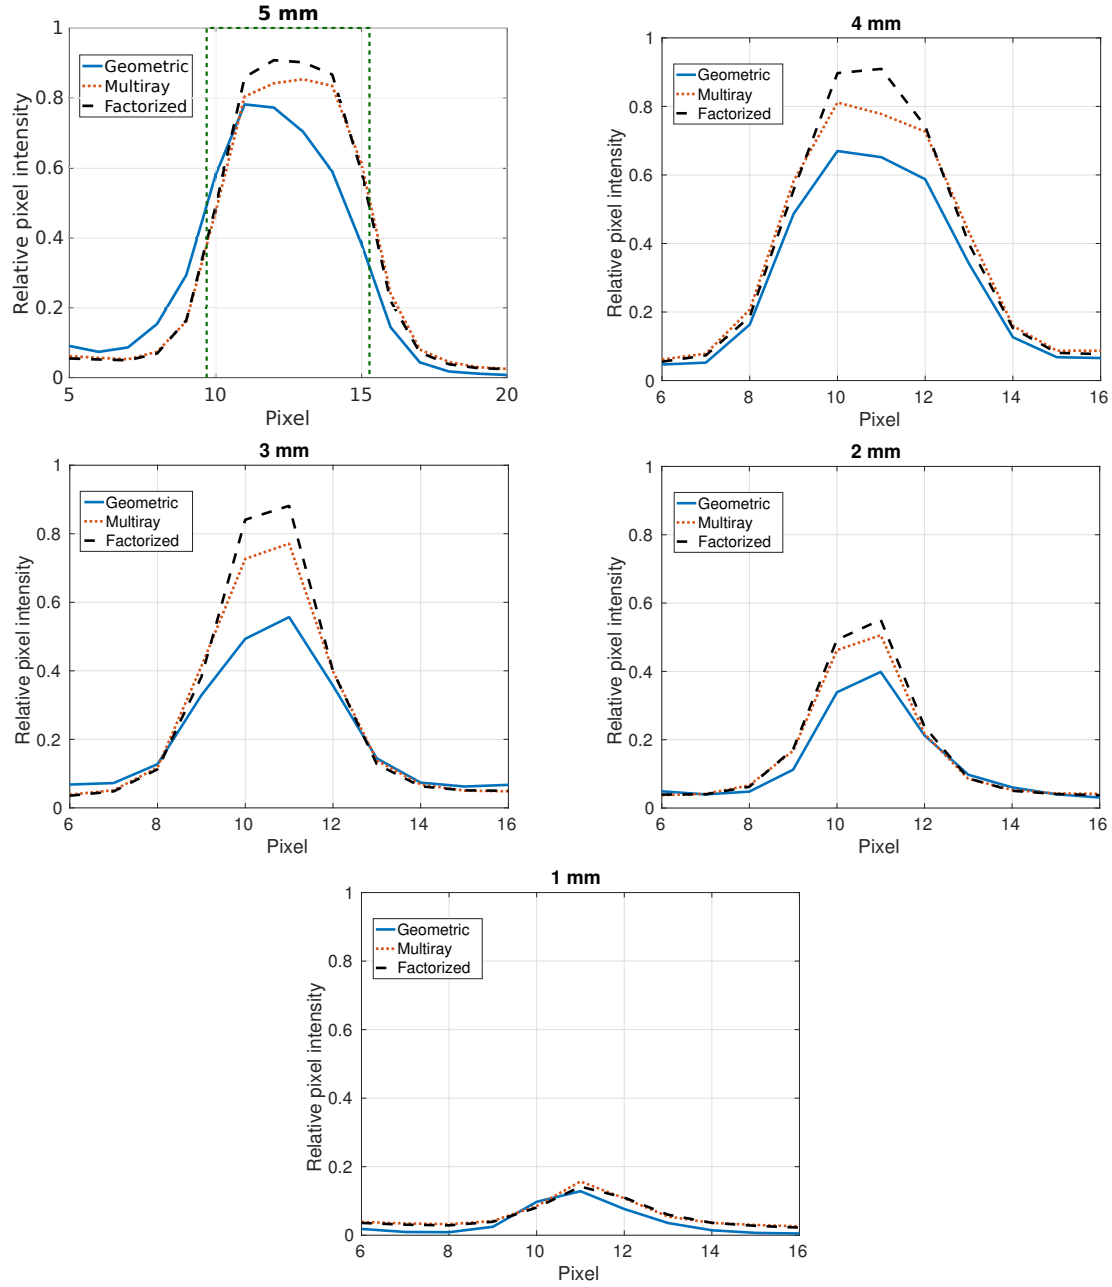 5 mm
1
0.8
0.6
0.4
0.2
0
5
10
15
20
Relative pixel intensity
Pixel
Geometric
Multiray
Factorized
4 mm
1
0.8
0.6
0.4
0.2
0
6
8
10
12
14
16
Relative pixel intensity
Pixel
Geometric
Multiray
Factorized
3 mm
1
0.8
0.6
0.4
0.2
0
6
8
10
12
14
16
Relative pixel intensity
Pixel
Geometric
Multiray
Factorized
2 mm
1
0.8
0.6
0.4
0.2
0
6
8
10
12
14
16
Relative pixel intensity
Pixel
Geometric
Multiray
Factorized
1 mm
1
0.8
0.6
0.4
0.2
0
6
8
10
12
14
16
Relative pixel intensity
Pixel
Geometric
Multiray
Factorized